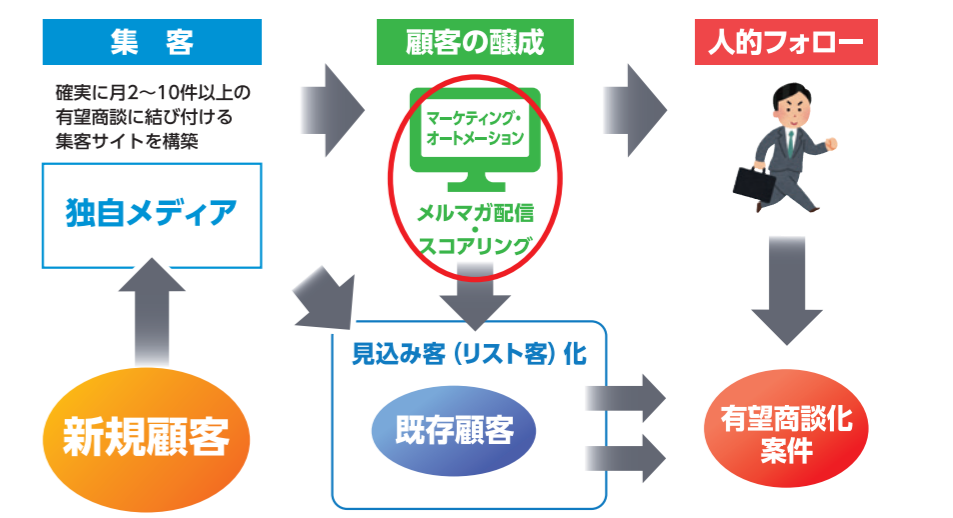 集　客
顧客の醸成
人的フォロー
確実に月2〜10件以上の
有望商談に結び付ける
集客サイトを構築
独自メディア
マーケティング・
オートメーション
メルマガ配信
・
スコアリング
見込み客（リスト客）化
新規顧客
既存顧客
有望商談化
案件